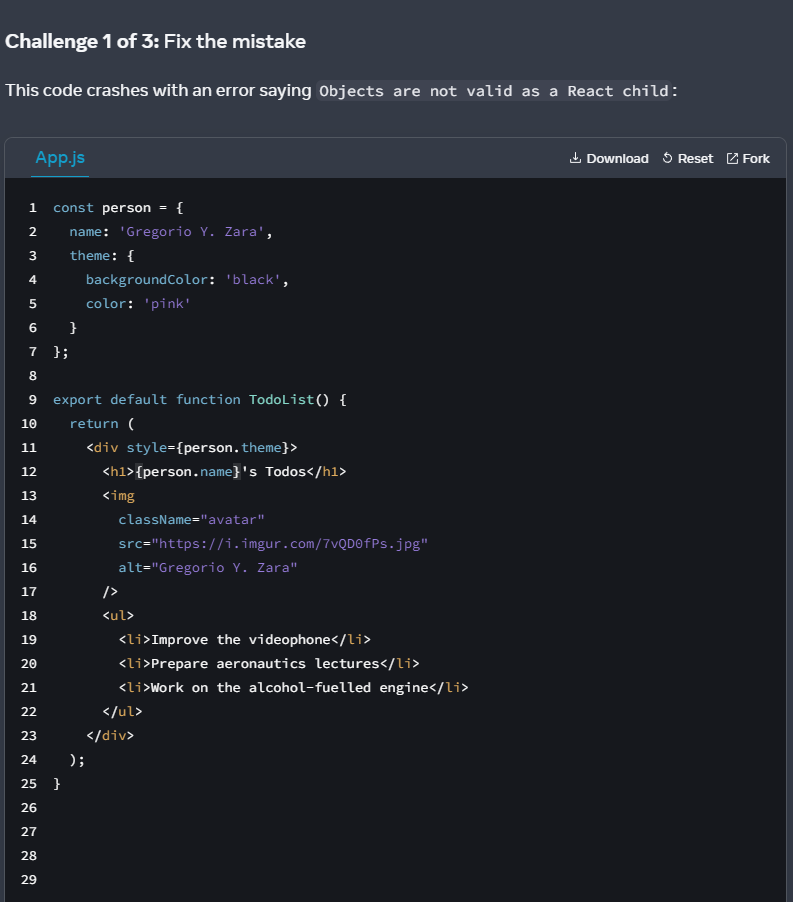 Challenge 1 of 3: Fix the mistake
This code crashes with an error saying Objects are not valid as a React child:
App.js Download Reset Fork
1 const person = {
2   name: 'Gregorio Y. Zara',
3   theme: {
4     backgroundColor: 'black',
5     color: 'pink'
6   }
7 };
8
9 export default function TodoList() {
10   return (
11     <div style={person.theme}>
12       <h1>{person.name}'s Todos</h1>
13       <img
14         className="avatar"
15         src="https://i.imgur.com/7vQD0fPs.jpg"
16         alt="Gregorio Y. Zara"
17       />
18       <ul>
19         <li>Improve the videophone</li>
20         <li>Prepare aeronautics lectures</li>
21         <li>Work on the alcohol-fuelled engine</li>
22       </ul>
23     </div>
24   );
25 }
26
27
28
29